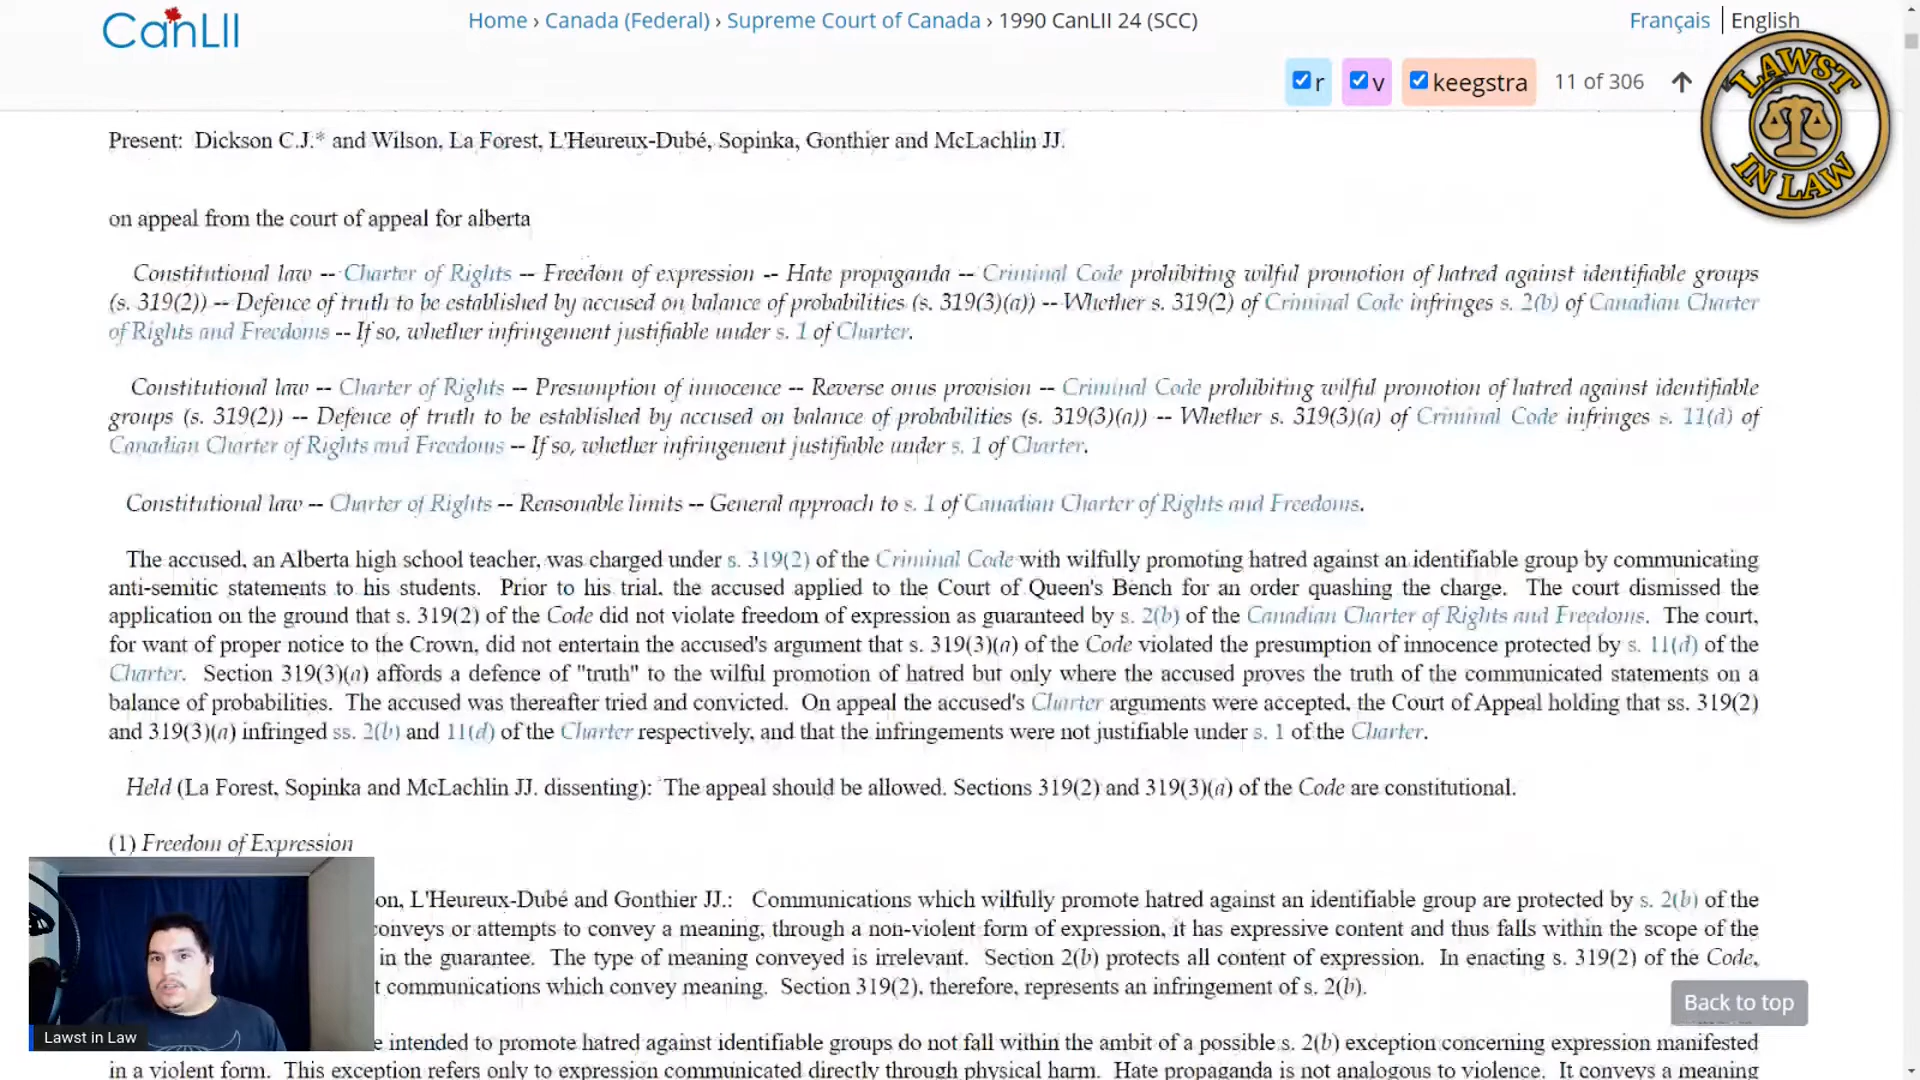 CanLII
Home › Canada (Federal) › Supreme Court of Canada › 1990 CanLII 24 (SCC)
Français | English
r v keegstra 11 of 306
LAWST
IN LAW
Present: Dickson C.J.* and Wilson, La Forest, L'Heureux-Dubé, Sopinka, Gonthier and McLachlin JJ.
on appeal from the court of appeal for alberta
Constitutional law -- Charter of Rights -- Freedom of expression -- Hate propaganda -- Criminal Code prohibiting wilful promotion of hatred against identifiable groups
(s. 319(2)) -- Defence of truth to be established by accused on balance of probabilities (s. 319(3)(a)) -- Whether s. 319(2) of Criminal Code infringes s. 2(b) of Canadian Charter
of Rights and Freedoms -- If so, whether infringement justifiable under s. 1 of Charter.
Constitutional law -- Charter of Rights -- Presumption of innocence -- Reverse onus provision -- Criminal Code prohibiting wilful promotion of hatred against identifiable
groups (s. 319(2)) -- Defence of truth to be established by accused on balance of probabilities (s. 319(3)(a)) -- Whether s. 319(3)(a) of Criminal Code infringes s. 11(d) of
Canadian Charter of Rights and Freedoms -- If so, whether infringement justifiable under s. 1 of Charter.
Constitutional law -- Charter of Rights -- Reasonable limits -- General approach to s. 1 of Canadian Charter of Rights and Freedoms.
The accused, an Alberta high school teacher, was charged under s. 319(2) of the Criminal Code with wilfully promoting hatred against an identifiable group by communicating
anti-semitic statements to his students. Prior to his trial, the accused applied to the Court of Queen's Bench for an order quashing the charge. The court dismissed the
application on the ground that s. 319(2) of the Code did not violate freedom of expression as guaranteed by s. 2(b) of the Canadian Charter of Rights and Freedoms. The court,
for want of proper notice to the Crown, did not entertain the accused's argument that s. 319(3)(a) of the Code violated the presumption of innocence protected by s. 11(d) of the
Charter. Section 319(3)(a) affords a defence of "truth" to the wilful promotion of hatred but only where the accused proves the truth of the communicated statements on a
balance of probabilities. The accused was thereafter tried and convicted. On appeal the accused's Charter arguments were accepted, the Court of Appeal holding that ss. 319(2)
and 319(3)(a) infringed ss. 2(b) and 11(d) of the Charter respectively, and that the infringements were not justifiable under s. 1 of the Charter.
Held (La Forest, Sopinka and McLachlin JJ. dissenting): The appeal should be allowed. Sections 319(2) and 319(3)(a) of the Code are constitutional.
(1) Freedom of Expression
on, L'Heureux-Dubé and Gonthier JJ.: Communications which wilfully promote hatred against an identifiable group are protected by s. 2(b) of the
conveys or attempts to convey a meaning, through a non-violent form of expression, it has expressive content and thus falls within the scope of the
in the guarantee. The type of meaning conveyed is irrelevant. Section 2(b) protects all content of expression. In enacting s. 319(2) of the Code,
t communications which convey meaning. Section 319(2), therefore, represents an infringement of s. 2(b).
Back to top
Lawst in Law
e intended to promote hatred against identifiable groups do not fall within the ambit of a possible s. 2(b) exception concerning expression manifested
in a violent form. This exception refers only to expression communicated directly through physical harm. Hate propaganda is not analogous to violence. It conveys a meaning